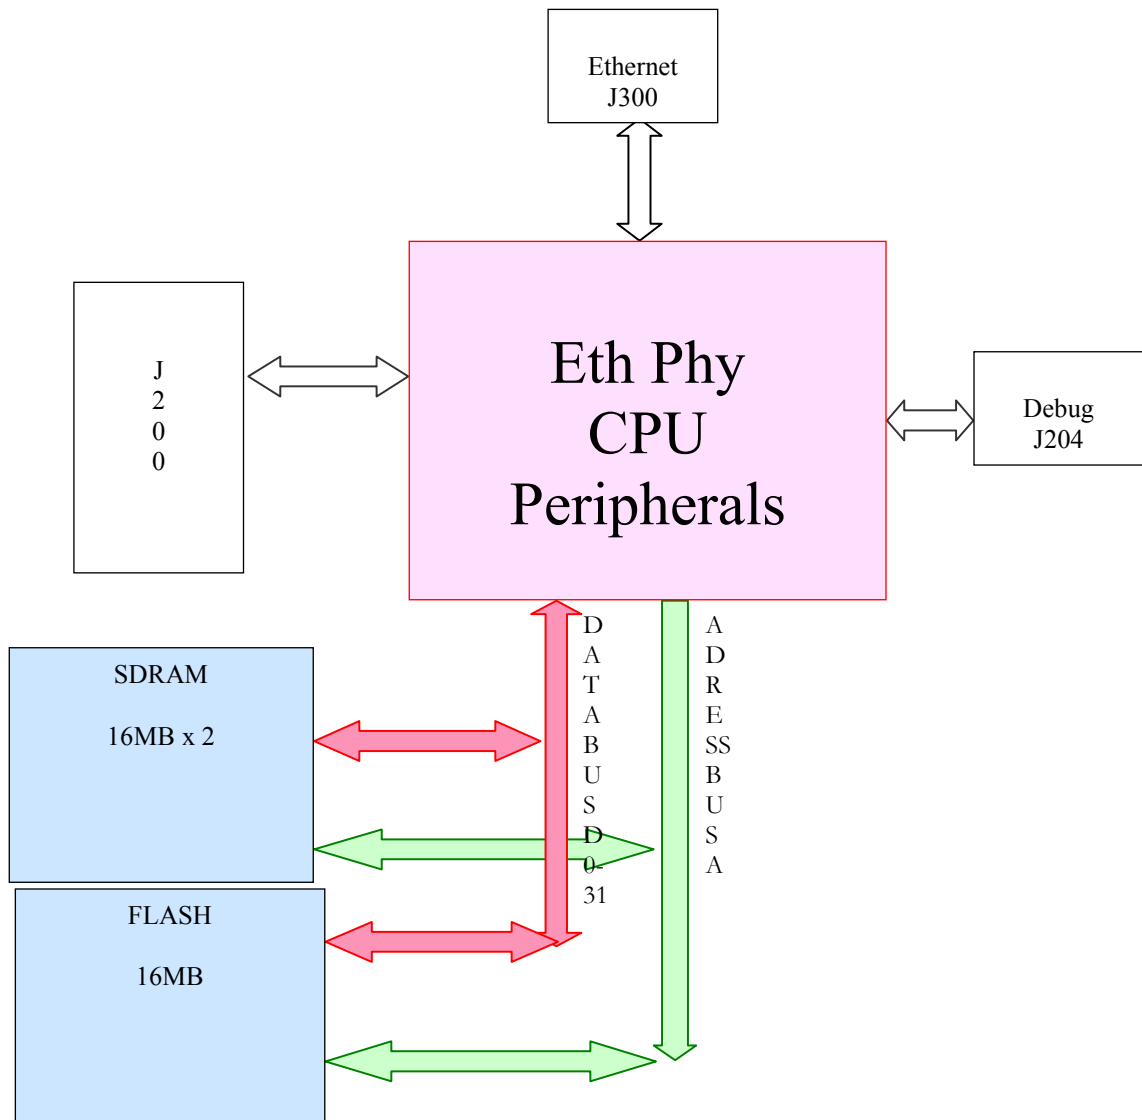 Ethernet
J300
J
2
0
0
Eth Phy
CPU
Peripherals
Debug
J204
D
A
T
A
B
U
S
D
0-
31
A
D
R
E
SS
B
U
S
A
SDRAM
16MB x 2
FLASH
16MB